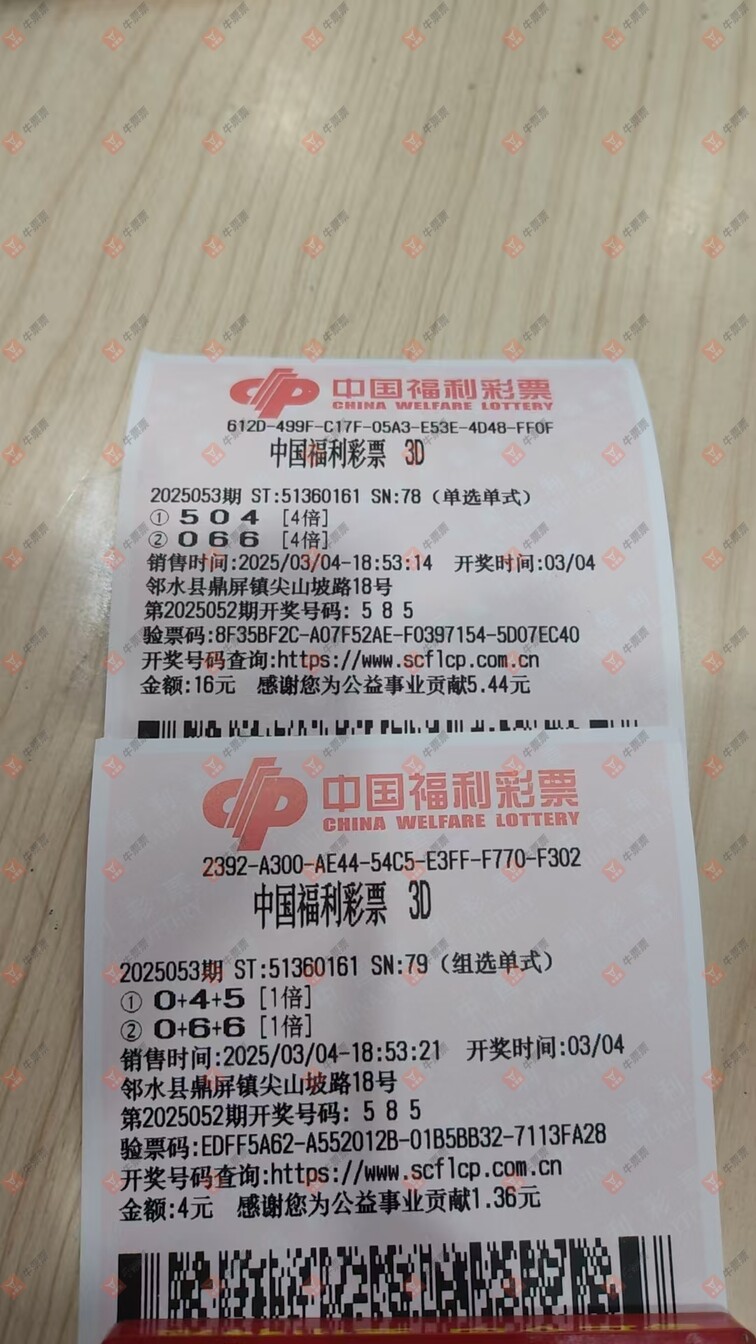 中国福利彩票
CHINA WELFARE LOTTERY
612D-499F-C17F-05A3-E53E-4D48-FF0F
中国福利彩票 3D
2025053期 ST:51360161 SN:78 (单选单式)
① 5 0 4 [4倍]
② 0 6 6 [4倍]
销售时间:2025/03/04-18:53:14 开奖时间:03/04
邻水县鼎屏镇尖山坡路18号
第2025052期开奖号码: 5 8 5
验票码:8F35BF2C-A07F52AE-F0397154-5D07EC40
开奖号码查询:https://www.scflcp.com.cn
金额:16元 感谢您为公益事业贡献5.44元
中国福利彩票
CHINA WELFARE LOTTERY
2392-A300-AE44-54C5-E3FF-F770-F302
中国福利彩票 3D
2025053期 ST:51360161 SN:79 (组选单式)
① 0+4+5 [1倍]
② 0+6+6 [1倍]
销售时间:2025/03/04-18:53:21 开奖时间:03/04
邻水县鼎屏镇尖山坡路18号
第2025052期开奖号码: 5 8 5
验票码:EDFF5A62-A552012B-01B5BB32-7113FA28
开奖号码查询:https://www.scflcp.com.cn
金额:4元 感谢您为公益事业贡献1.36元